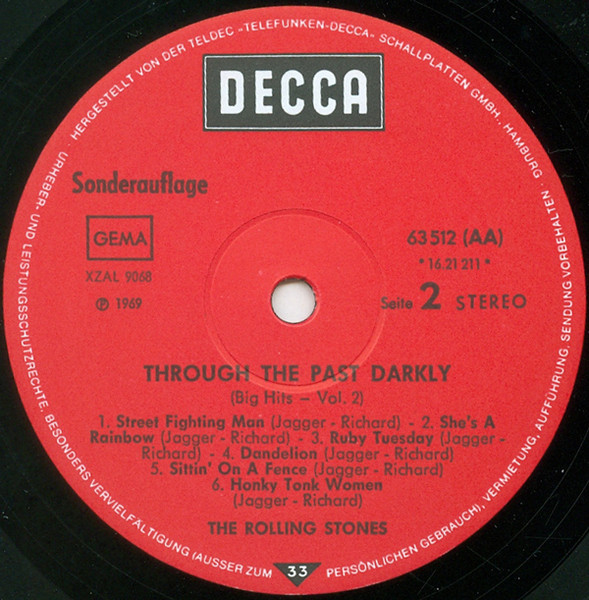 HERGESTELLT VON DER TELDEC »TELEFUNKEN-DECCA« SCHALLPLATTEN GMBH · HAMBURG ·
URHEBER- UND LEISTUNGSSCHUTZRECHTE, BESONDERS VERVIELFÄLTIGUNG (AUSSER ZUM PERSÖNLICHEN GEBRAUCH), VERMIETUNG, AUFFÜHRUNG, SENDUNG VORBEHALTEN.
DECCA
Sonderauflage
GEMA
63 512 (AA)
XZAL 9068
* 16.21 211 *
℗ 1969
Seite 2 STEREO
THROUGH THE PAST DARKLY
(Big Hits – Vol. 2)
1. Street Fighting Man (Jagger - Richard) - 2. She's A
Rainbow (Jagger - Richard) - 3. Ruby Tuesday (Jagger -
Richard) - 4. Dandelion (Jagger - Richard)
5. Sittin' On A Fence (Jagger - Richard)
6. Honky Tonk Women
(Jagger - Richard)
THE ROLLING STONES
33